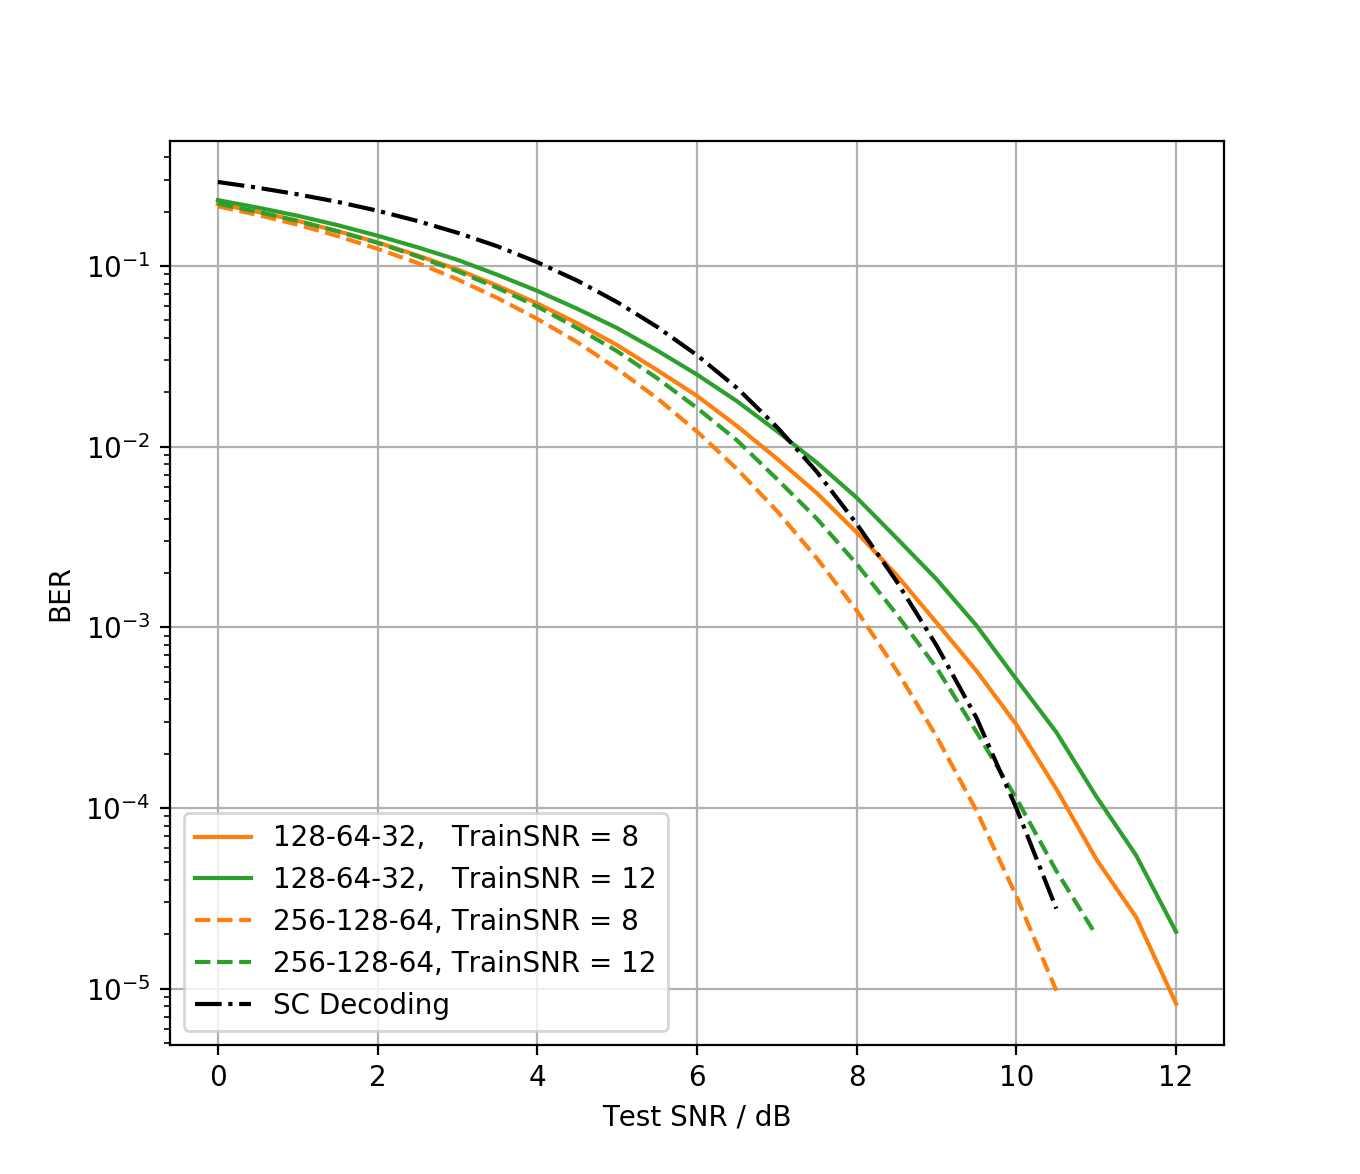 10⁻¹
10⁻²
10⁻³
10⁻⁴
10⁻⁵
BER
128-64-32,   TrainSNR = 8
128-64-32,   TrainSNR = 12
256-128-64, TrainSNR = 8
256-128-64, TrainSNR = 12
SC Decoding
0 2 4 6 8 10 12
Test SNR / dB